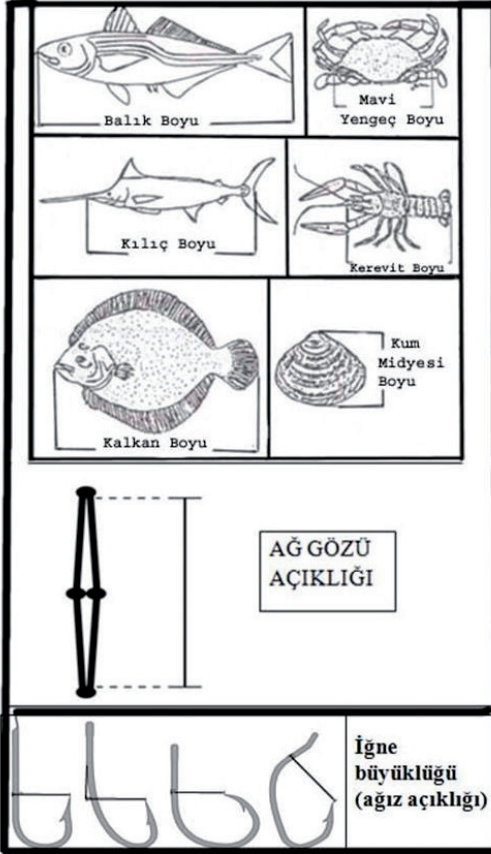 Balık Boyu
Mavi
Yengeç Boyu
Kılıç Boyu
Kerevit Boyu
Kalkan Boyu
Kum
Midyesi
Boyu
AĞ GÖZÜ
AÇIKLIĞI
İğne
büyüklüğü
(ağız açıklığı)